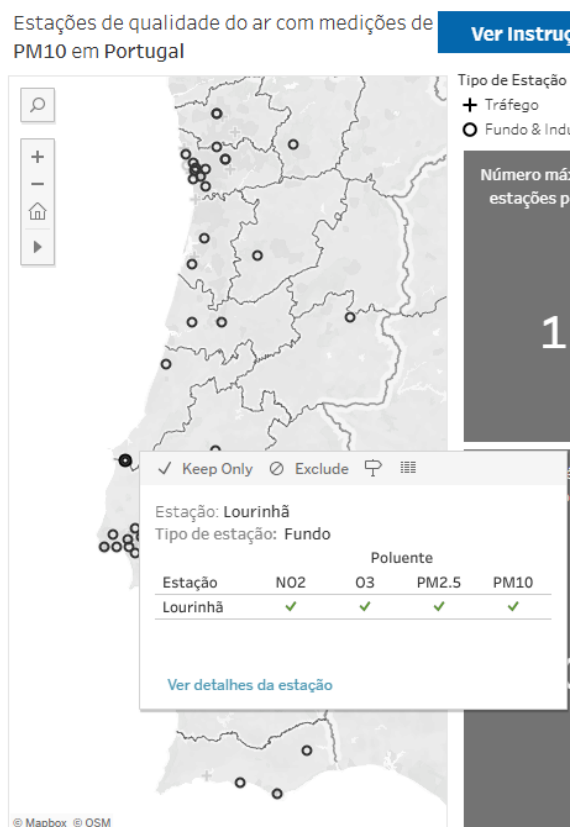 Estações de qualidade do ar com medições de
PM10 em Portugal
Ver Instruç
Tipo de Estação
Tráfego
Fundo & Indu
Número máx
estações p
1
Keep Only
Exclude
Estação: Lourinhã
Tipo de estação: Fundo
Poluente
Estação NO2 O3 PM2.5 PM10
Lourinhã
Ver detalhes da estação
© Mapbox © OSM